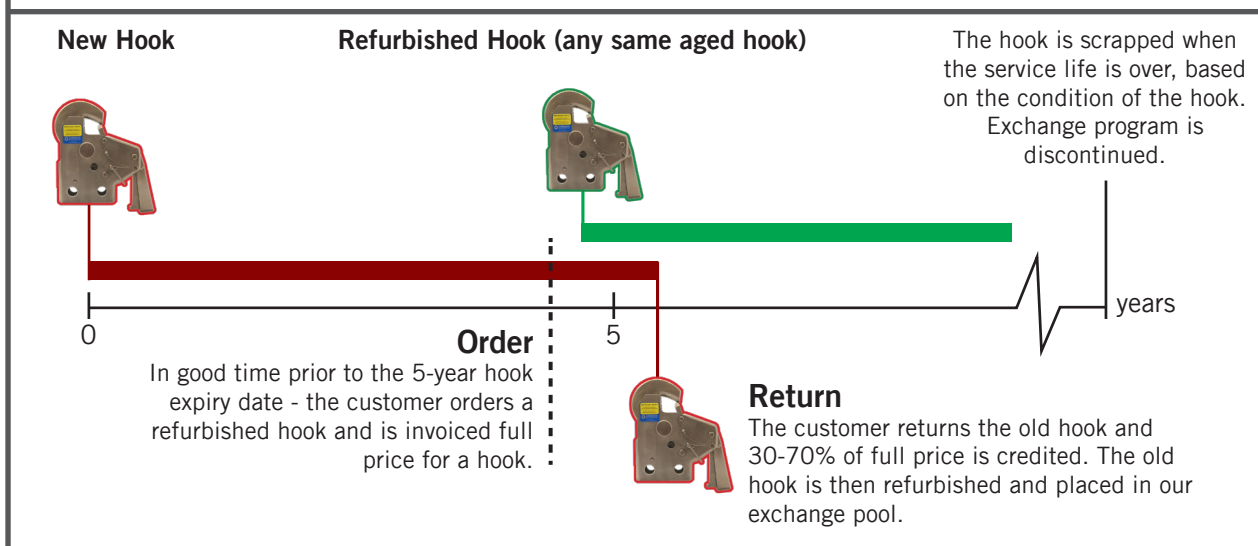 New Hook
Refurbished Hook (any same aged hook)
The hook is scrapped when
the service life is over, based
on the condition of the hook.
Exchange program is
discontinued.
years
0
5
Order
In good time prior to the 5-year hook
expiry date - the customer orders a
refurbished hook and is invoiced full
price for a hook.
Return
The customer returns the old hook and
30-70% of full price is credited. The old
hook is then refurbished and placed in our
exchange pool.